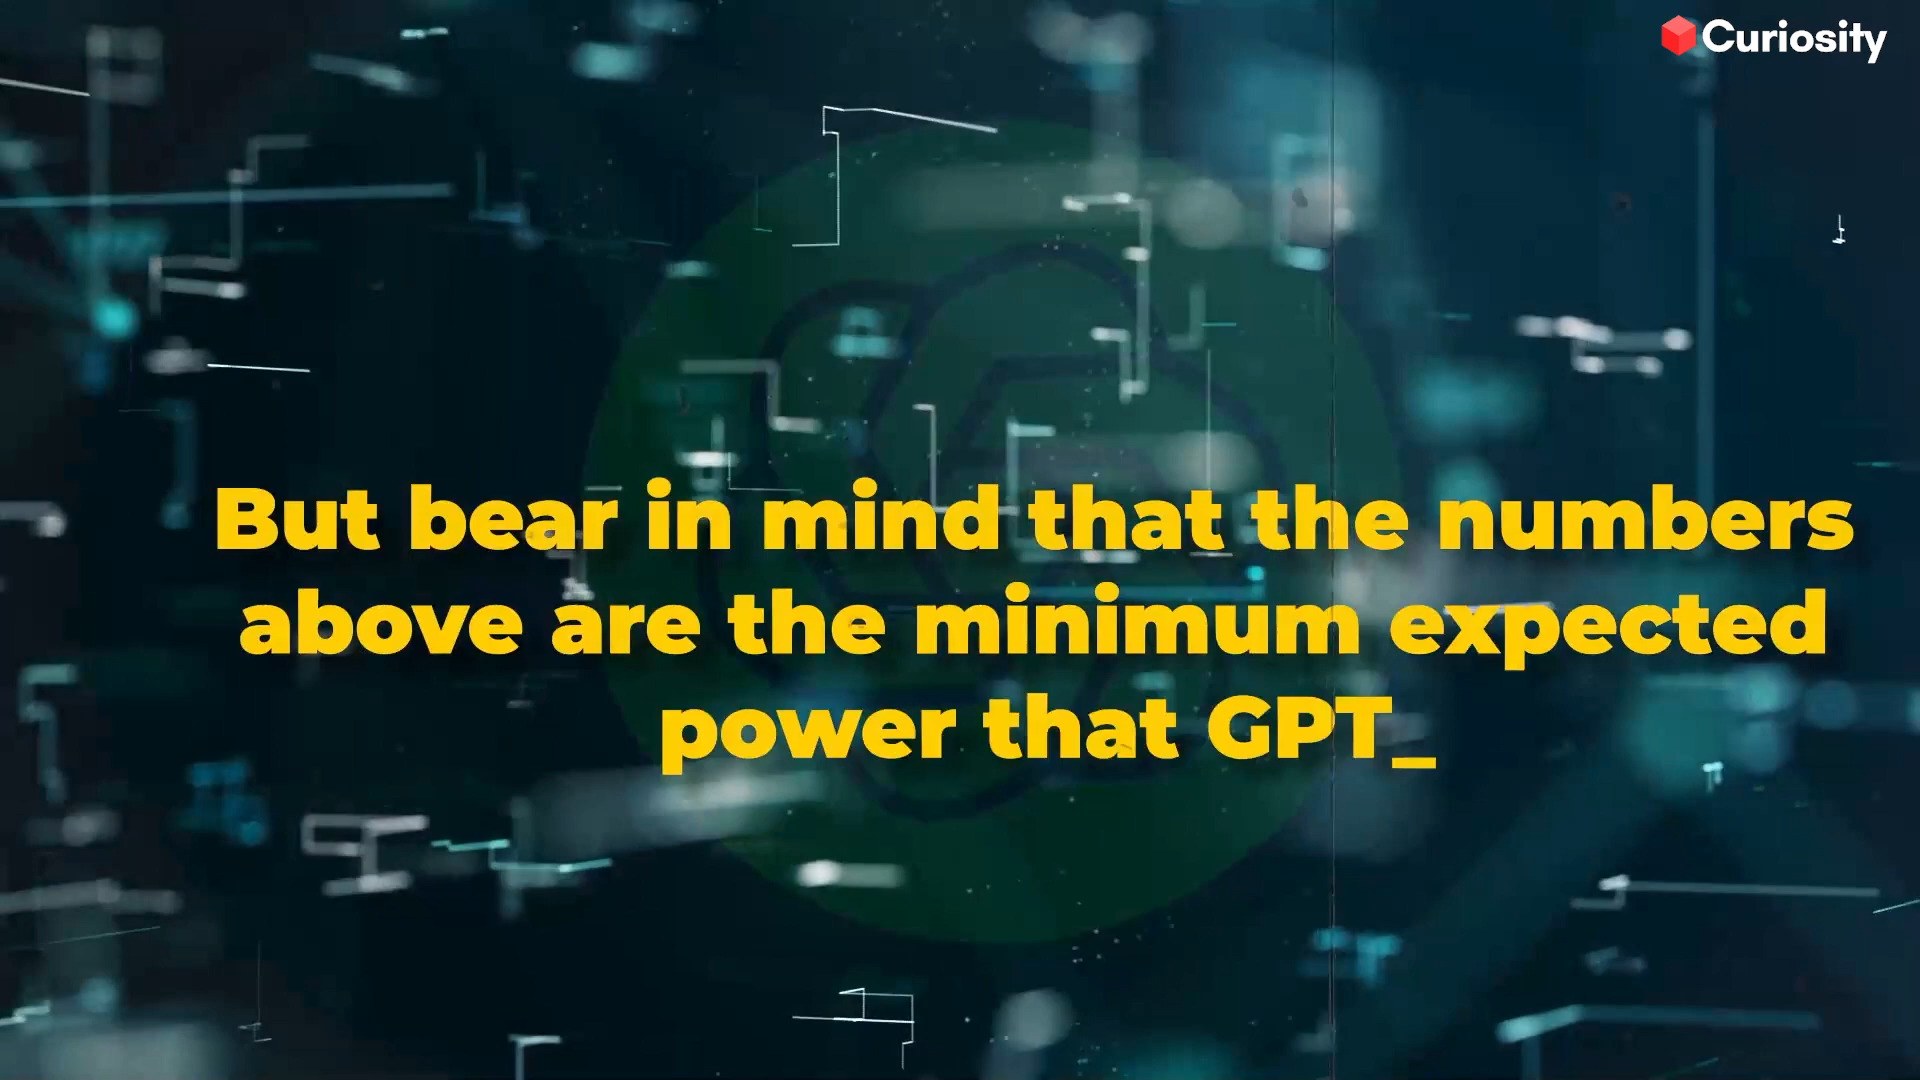 Curiosity
But bear in mind that the numbers
above are the minimum expected
power that GPT_